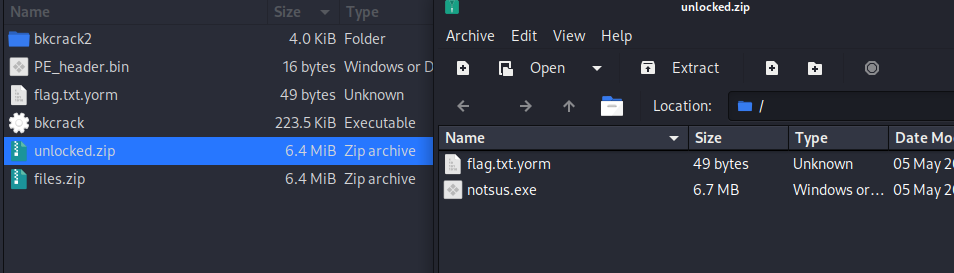 Name Size Type
bkcrack2 4.0 KiB Folder
PE_header.bin 16 bytes Windows or D
flag.txt.yorm 49 bytes Unknown
bkcrack 223.5 KiB Executable
unlocked.zip 6.4 MiB Zip archive
files.zip 6.4 MiB Zip archive
unlocked.zip
Archive Edit View Help
Open Extract
Location: /
Name Size Type Date Mo
flag.txt.yorm 49 bytes Unknown 05 May 2
notsus.exe 6.7 MB Windows or... 05 May 2